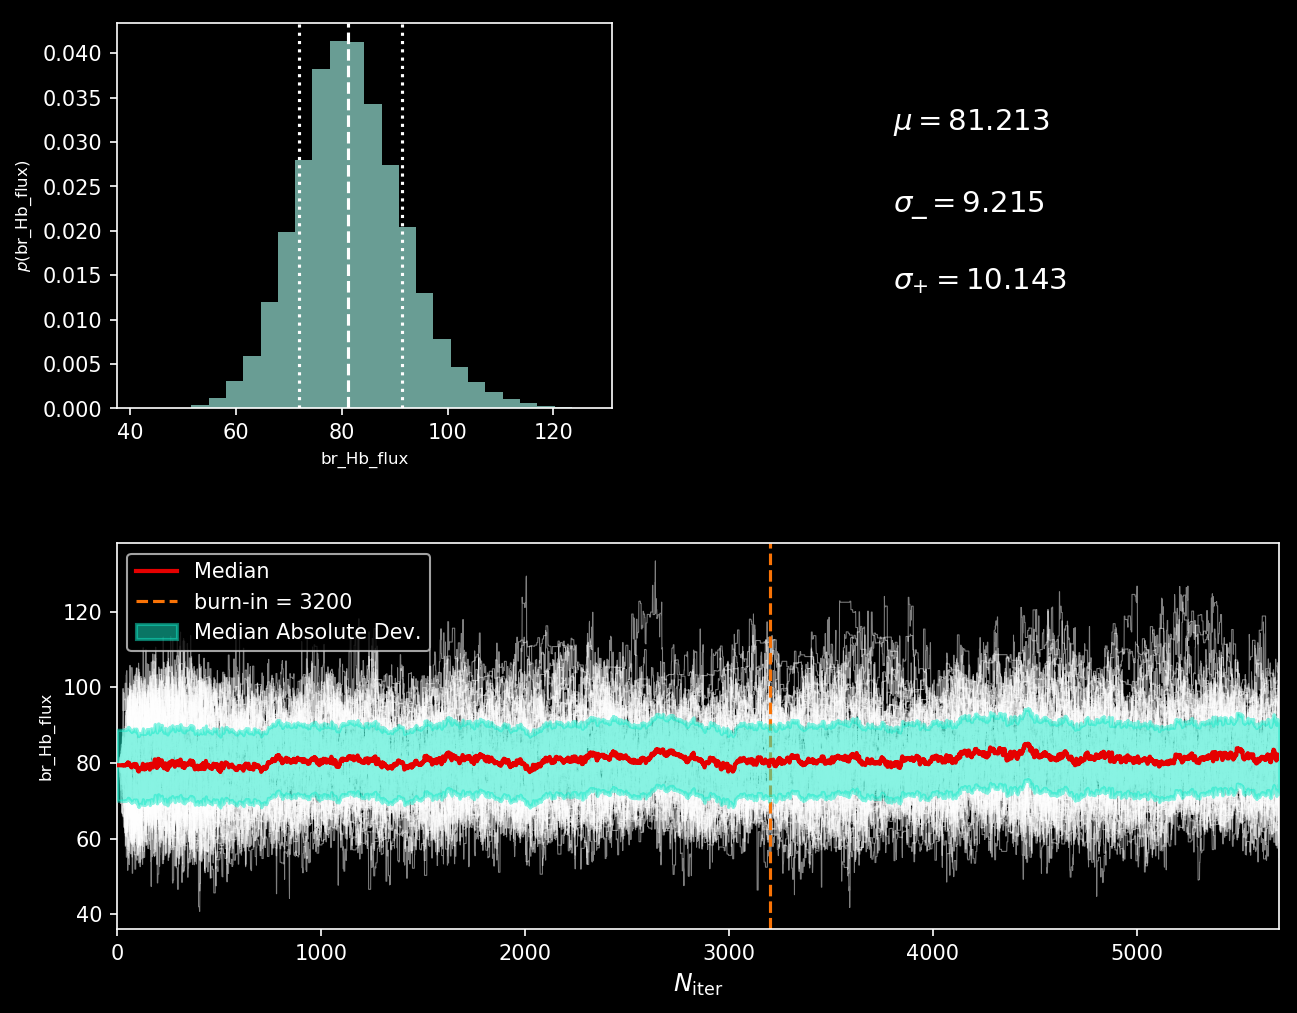 0.040
0.035
0.030
0.025
0.020
0.015
0.010
0.005
0.000
p(br_Hb_flux)
40 60 80 100 120
br_Hb_flux
μ = 81.213
σ_ = 9.215
σ+ = 10.143
Median
burn-in = 3200
Median Absolute Dev.
120
100
80
60
40
br_Hb_flux
0 1000 2000 3000 4000 5000
Niter